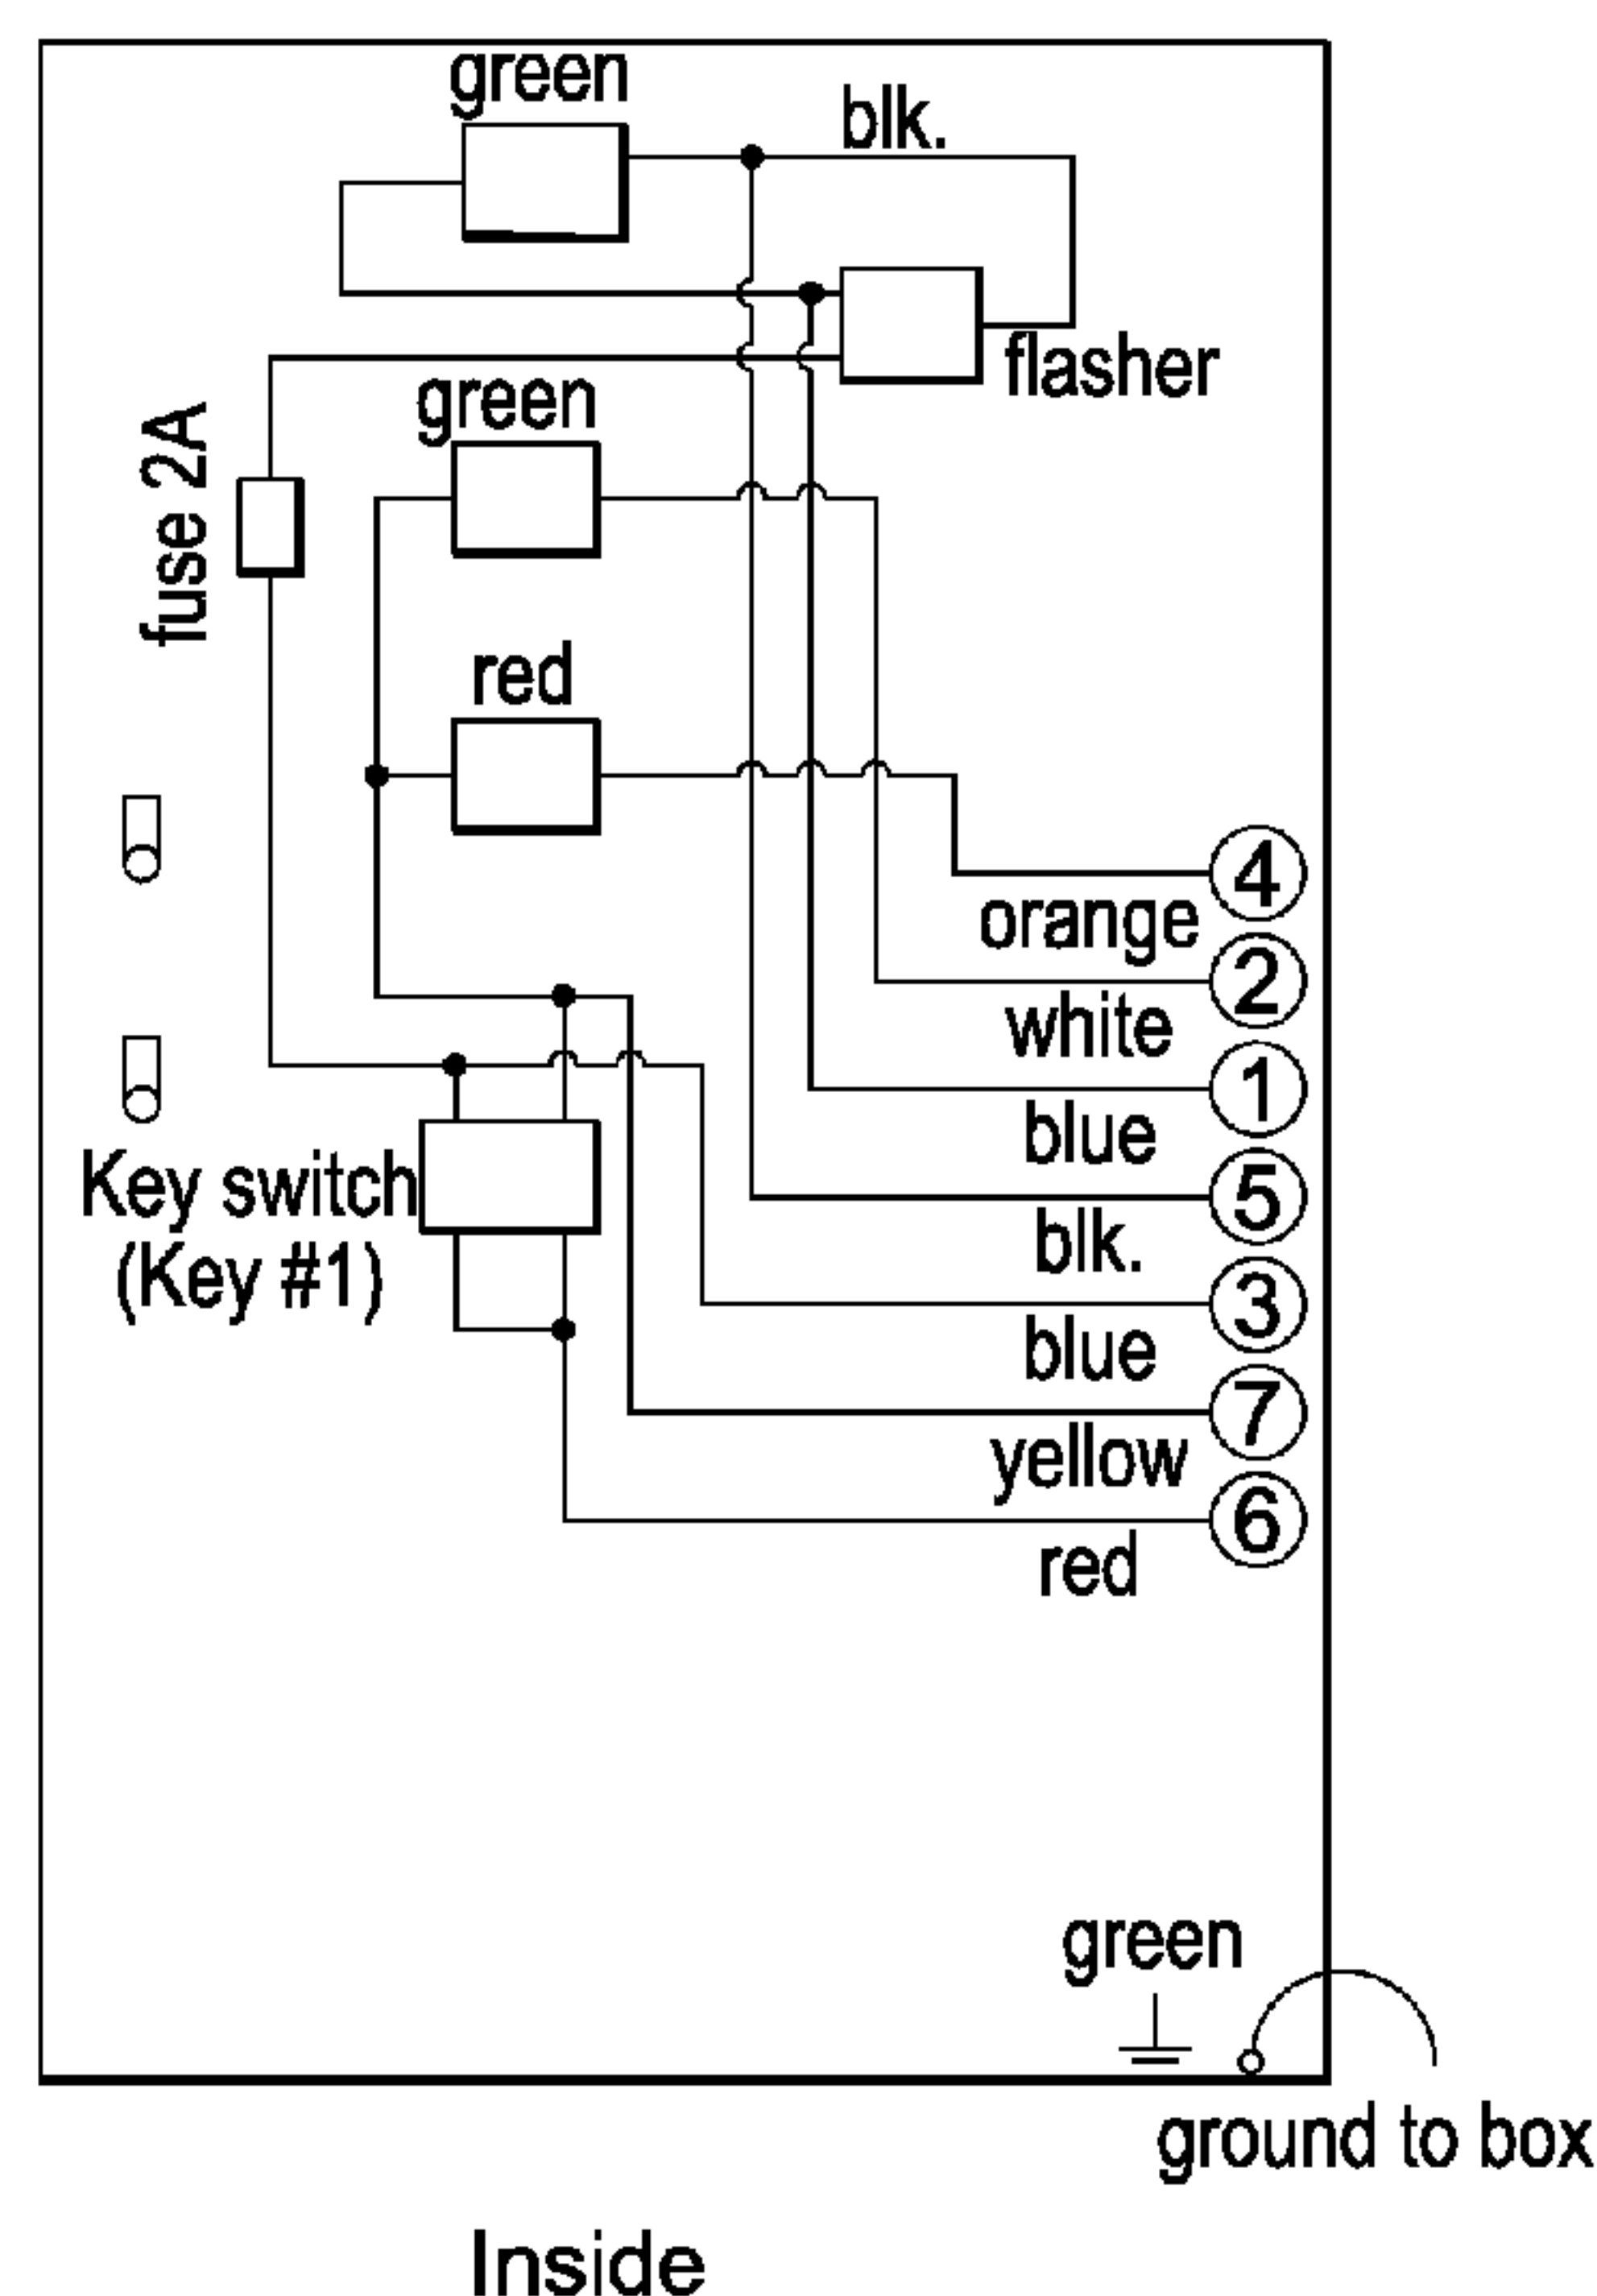 green
blk.
flasher
green
fuse 2A
red
4
orange
2
white
1
blue
Key switch
(Key #1)
5
blk.
3
blue
7
yellow
6
red
green
ground to box
Inside